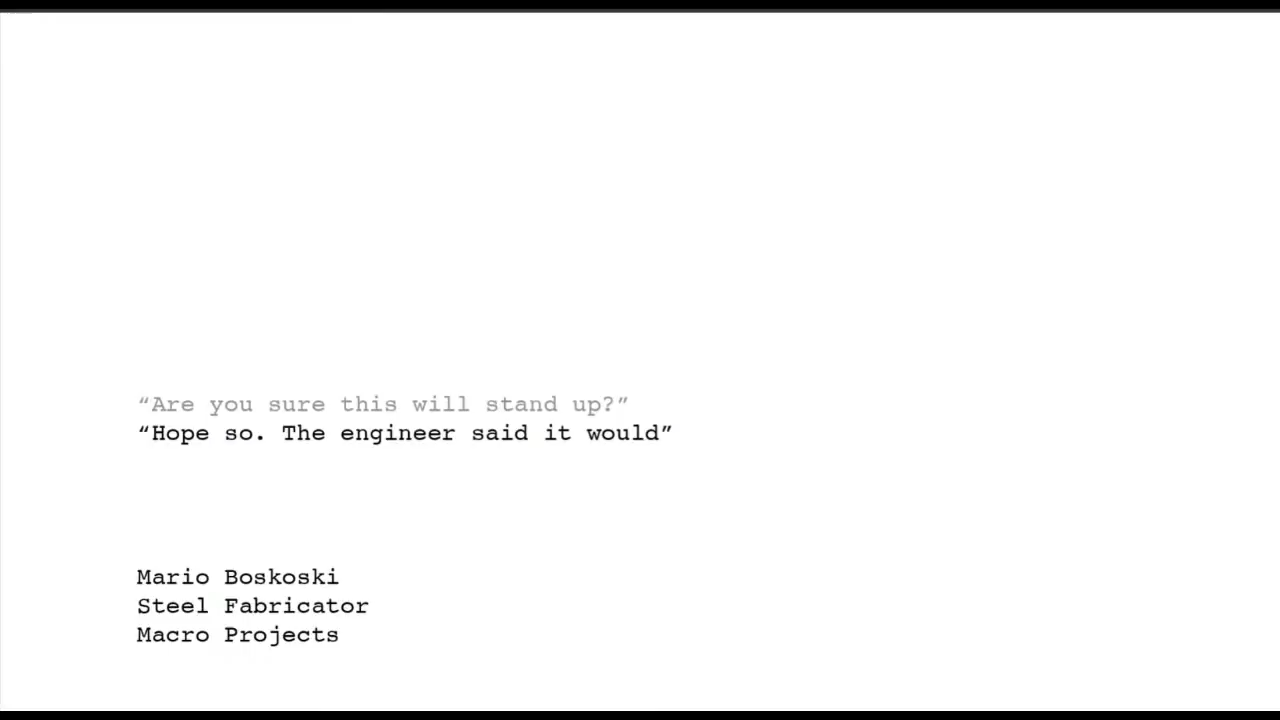 “Are you sure this will stand up?”
“Hope so. The engineer said it would”
Mario Boskoski
Steel Fabricator
Macro Projects